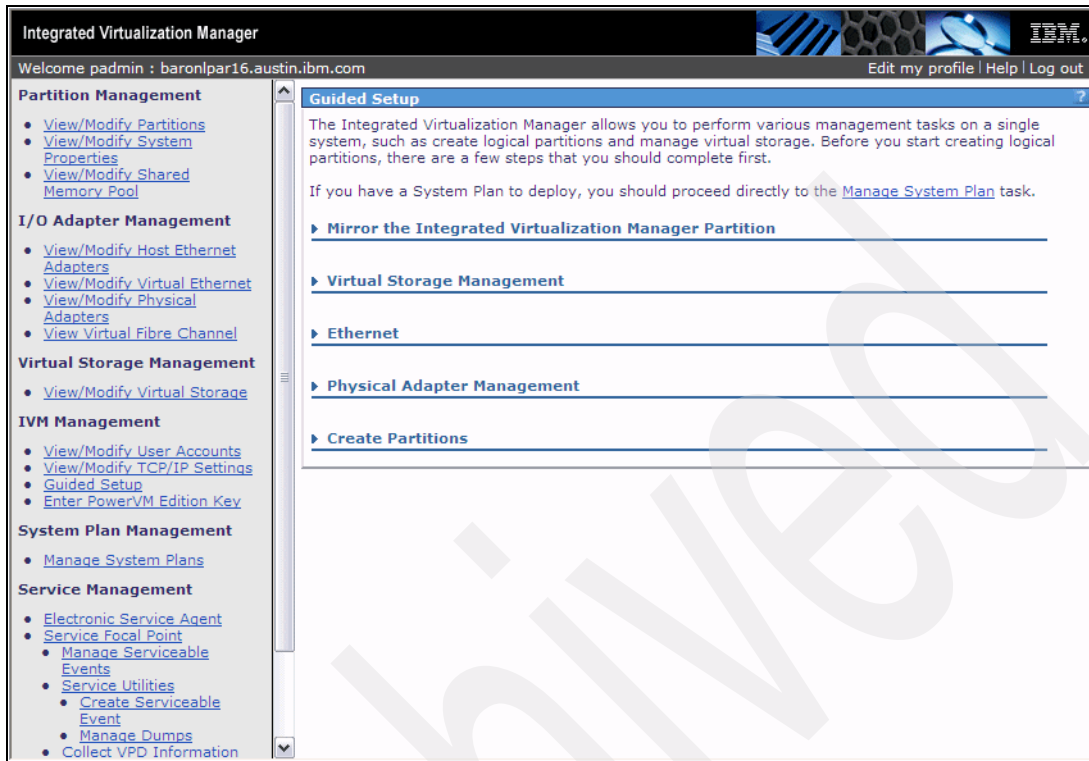 Integrated Virtualization Manager
IBM.
Welcome padmin : baronlpar16.austin.ibm.com
Edit my profile | Help | Log out
Partition Management
View/Modify Partitions
View/Modify System
Properties
View/Modify Shared
Memory Pool
I/O Adapter Management
View/Modify Host Ethernet
Adapters
View/Modify Virtual Ethernet
View/Modify Physical
Adapters
View Virtual Fibre Channel
Virtual Storage Management
View/Modify Virtual Storage
IVM Management
View/Modify User Accounts
View/Modify TCP/IP Settings
Guided Setup
Enter PowerVM Edition Key
System Plan Management
Manage System Plans
Service Management
Electronic Service Agent
Service Focal Point
Manage Serviceable
Events
Service Utilities
Create Serviceable
Event
Manage Dumps
Collect VPD Information
Guided Setup
?
The Integrated Virtualization Manager allows you to perform various management tasks on a single
system, such as create logical partitions and manage virtual storage. Before you start creating logical
partitions, there are a few steps that you should complete first.
If you have a System Plan to deploy, you should proceed directly to the Manage System Plan task.
Mirror the Integrated Virtualization Manager Partition
Virtual Storage Management
Ethernet
Physical Adapter Management
Create Partitions
hived